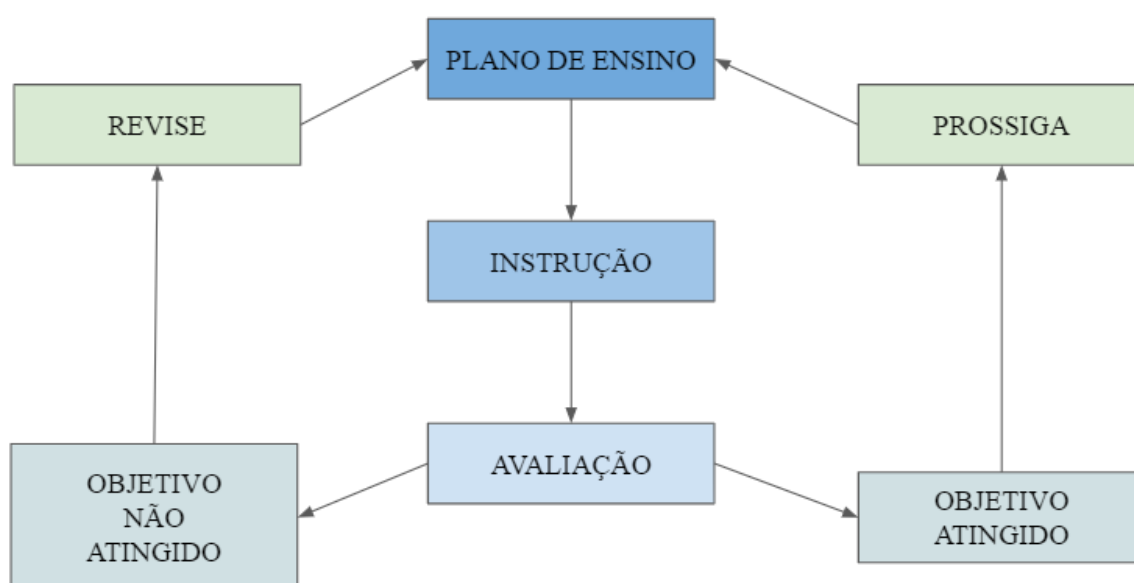 PLANO DE ENSINO
REVISE
PROSSIGA
INSTRUÇÃO
AVALIAÇÃO
OBJETIVO
NÃO
ATINGIDO
OBJETIVO
ATINGIDO